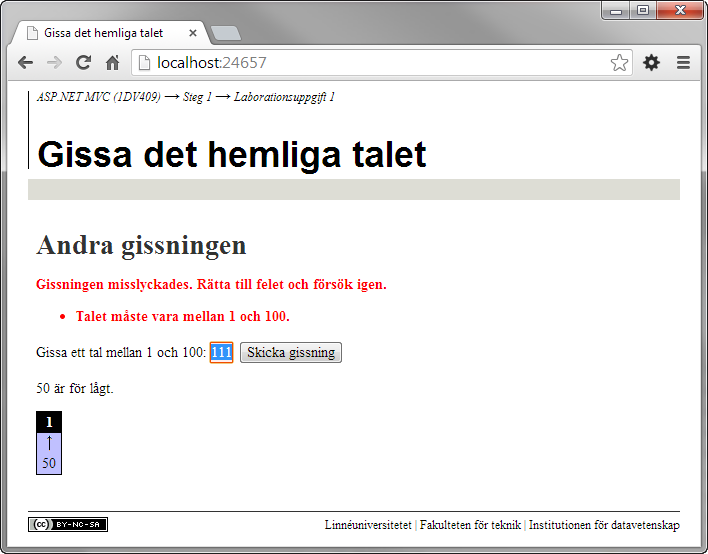 Gissa det hemliga talet
localhost:24657
ASP.NET MVC (1DV409) → Steg 1 → Laborationsuppgift 1
Gissa det hemliga talet
Andra gissningen
Gissningen misslyckades. Rätta till felet och försök igen.
• Talet måste vara mellan 1 och 100.
Gissa ett tal mellan 1 och 100: 111 Skicka gissning
50 är för lågt.
1
↑
50
(cc) BY-NC-SA Linnéuniversitetet | Fakulteten för teknik | Institutionen för datavetenskap